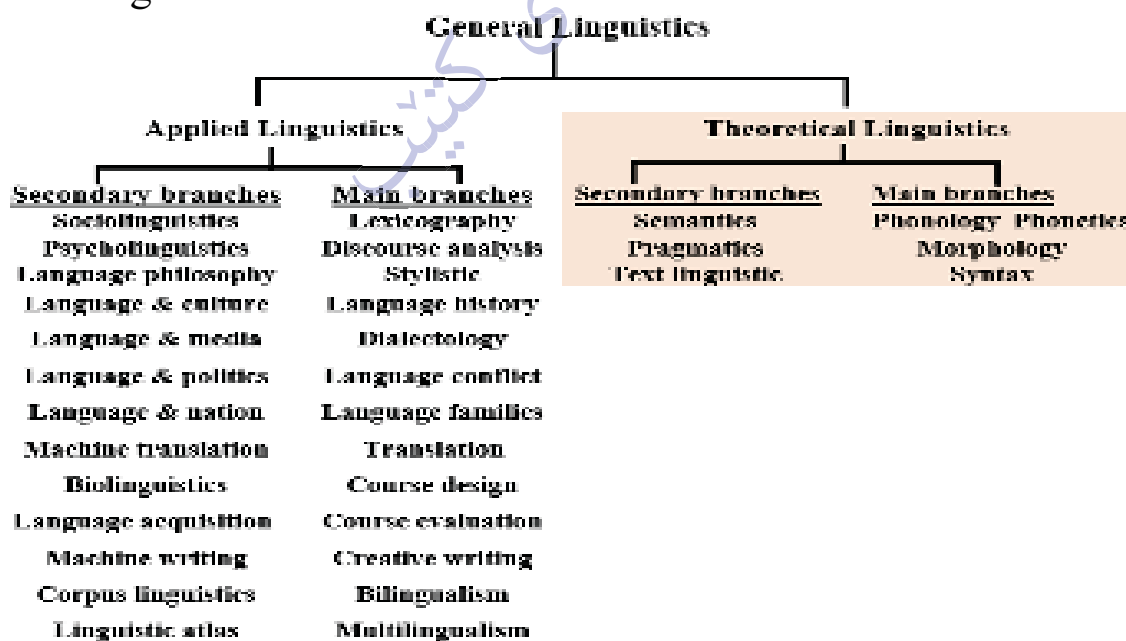 General Linguistics
Applied Linguistics
Theoretical Linguistics
Secondary branches
Sociolinguistics
Psycholinguistics
Language philosophy
Language & culture
Language & media
Language & politics
Language & nation
Machine translation
Biolinguistics
Language acquisition
Machine writing
Corpus linguistics
Linguistic atlas
Main branches
Lexicography
Discourse analysis
Stylistic
Language history
Dialectology
Language conflict
Language families
Translation
Course design
Course evaluation
Creative writing
Bilingualism
Multilingualism
Secondory branches
Semantics
Pragmatics
Text linguistic
Main branches
Phonology Phonetics
Morphology
Syntax